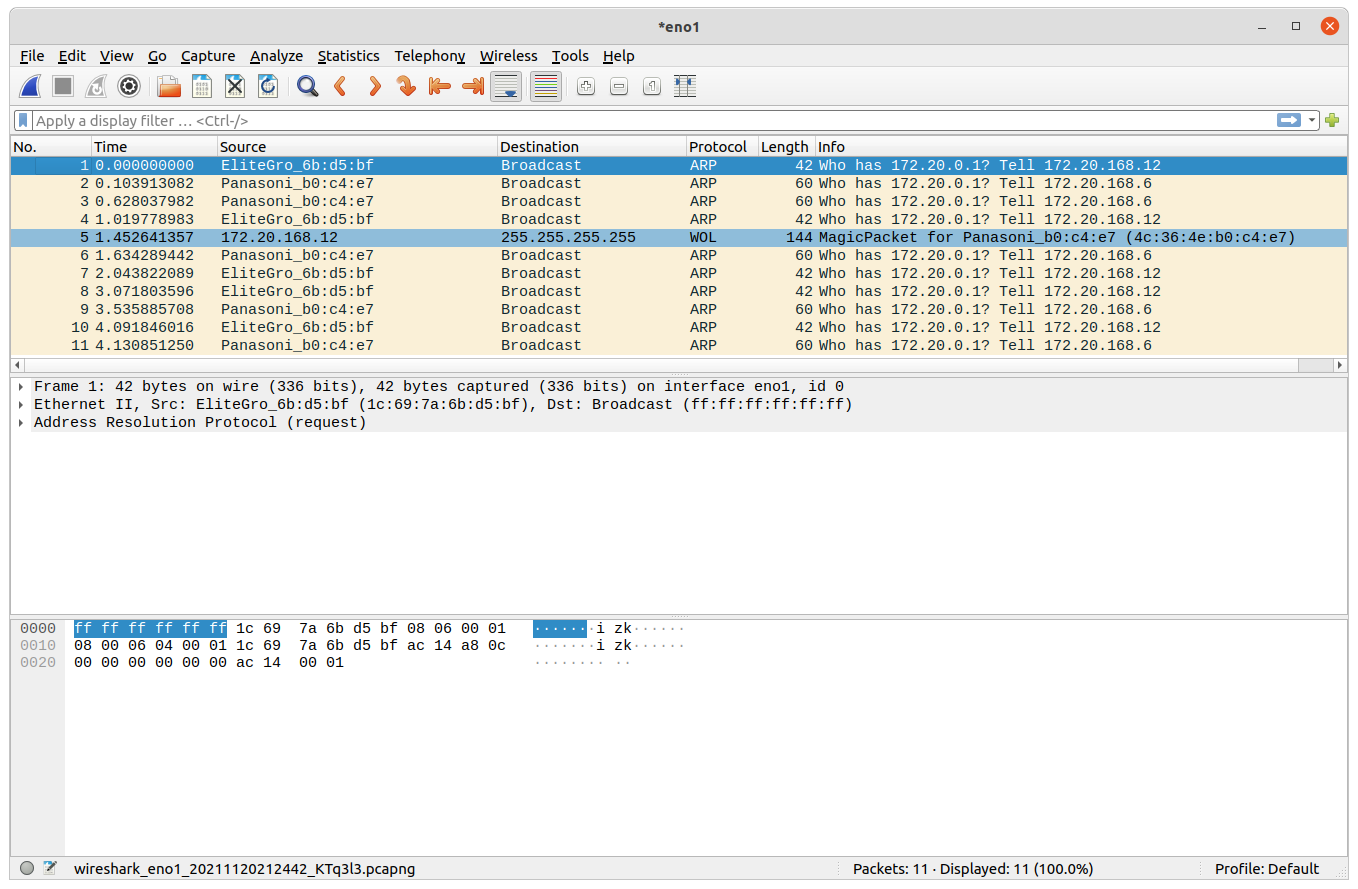 *eno1
File Edit View Go Capture Analyze Statistics Telephony Wireless Tools Help
Apply a display filter … <Ctrl-/>
No. Time Source Destination Protocol Length Info
1 0.000000000 EliteGro_6b:d5:bf Broadcast ARP 42 Who has 172.20.0.1? Tell 172.20.168.12
2 0.103913082 Panasoni_b0:c4:e7 Broadcast ARP 60 Who has 172.20.0.1? Tell 172.20.168.6
3 0.628037982 Panasoni_b0:c4:e7 Broadcast ARP 60 Who has 172.20.0.1? Tell 172.20.168.6
4 1.019778983 EliteGro_6b:d5:bf Broadcast ARP 42 Who has 172.20.0.1? Tell 172.20.168.12
5 1.452641357 172.20.168.12 255.255.255.255 WOL 144 MagicPacket for Panasoni_b0:c4:e7 (4c:36:4e:b0:c4:e7)
6 1.634289442 Panasoni_b0:c4:e7 Broadcast ARP 60 Who has 172.20.0.1? Tell 172.20.168.6
7 2.043822089 EliteGro_6b:d5:bf Broadcast ARP 42 Who has 172.20.0.1? Tell 172.20.168.12
8 3.071803596 EliteGro_6b:d5:bf Broadcast ARP 42 Who has 172.20.0.1? Tell 172.20.168.12
9 3.535885708 Panasoni_b0:c4:e7 Broadcast ARP 60 Who has 172.20.0.1? Tell 172.20.168.6
10 4.091846016 EliteGro_6b:d5:bf Broadcast ARP 42 Who has 172.20.0.1? Tell 172.20.168.12
11 4.130851250 Panasoni_b0:c4:e7 Broadcast ARP 60 Who has 172.20.0.1? Tell 172.20.168.6
Frame 1: 42 bytes on wire (336 bits), 42 bytes captured (336 bits) on interface eno1, id 0
Ethernet II, Src: EliteGro_6b:d5:bf (1c:69:7a:6b:d5:bf), Dst: Broadcast (ff:ff:ff:ff:ff:ff)
Address Resolution Protocol (request)
0000 ff ff ff ff ff ff 1c 69 7a 6b d5 bf 08 06 00 01 ·······i zk······
0010 08 00 06 04 00 01 1c 69 7a 6b d5 bf ac 14 a8 0c ·······i zk······
0020 00 00 00 00 00 00 ac 14 00 01 ········ ··
wireshark_eno1_20211120212442_KTq3l3.pcapng Packets: 11 · Displayed: 11 (100.0%) Profile: Default